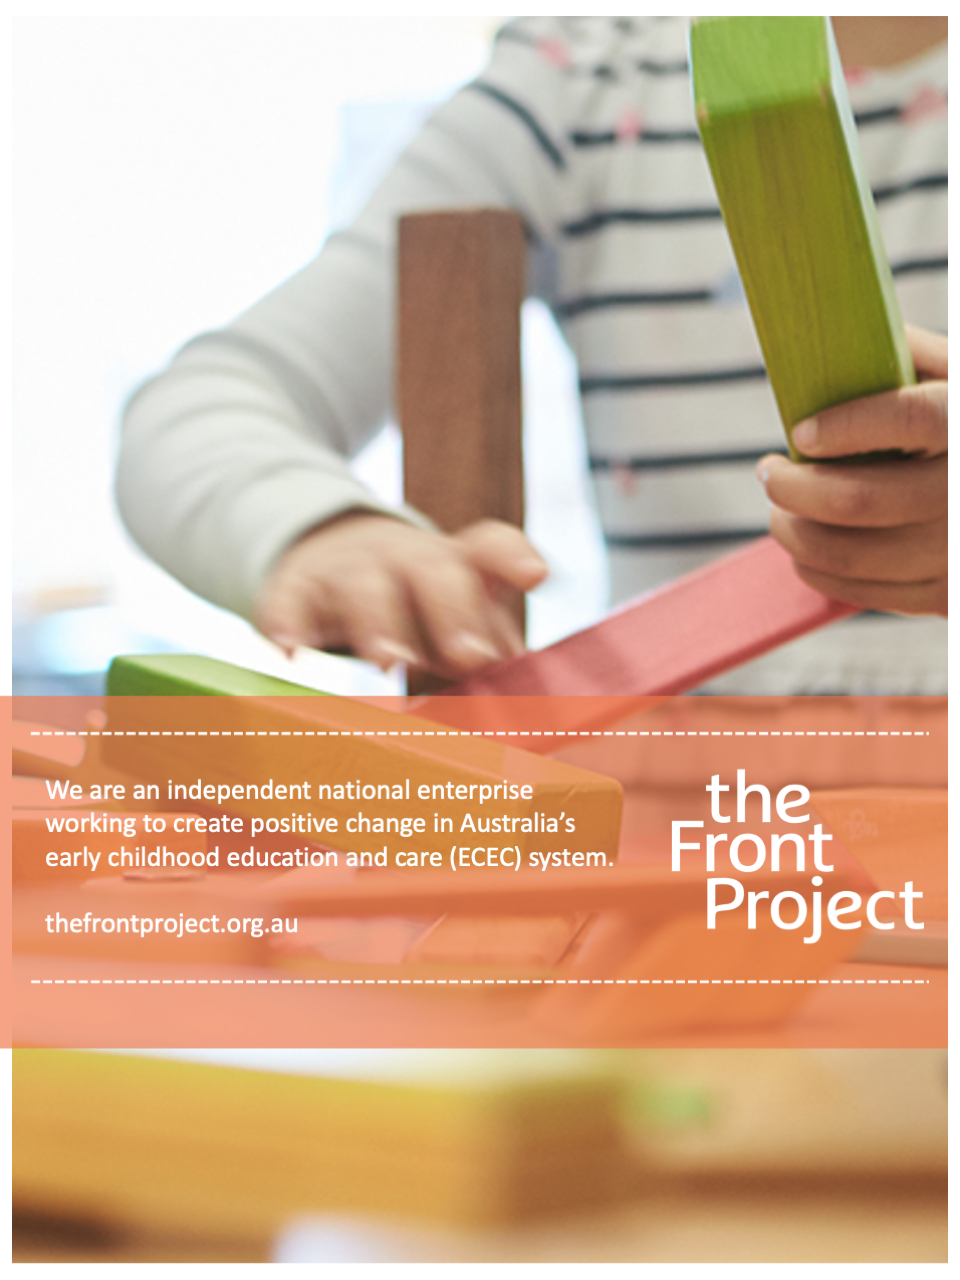 We are an independent national enterprise
working to create positive change in Australia's
early childhood education and care (ECEC) system.
thefrontproject.org.au
the
Front
Project